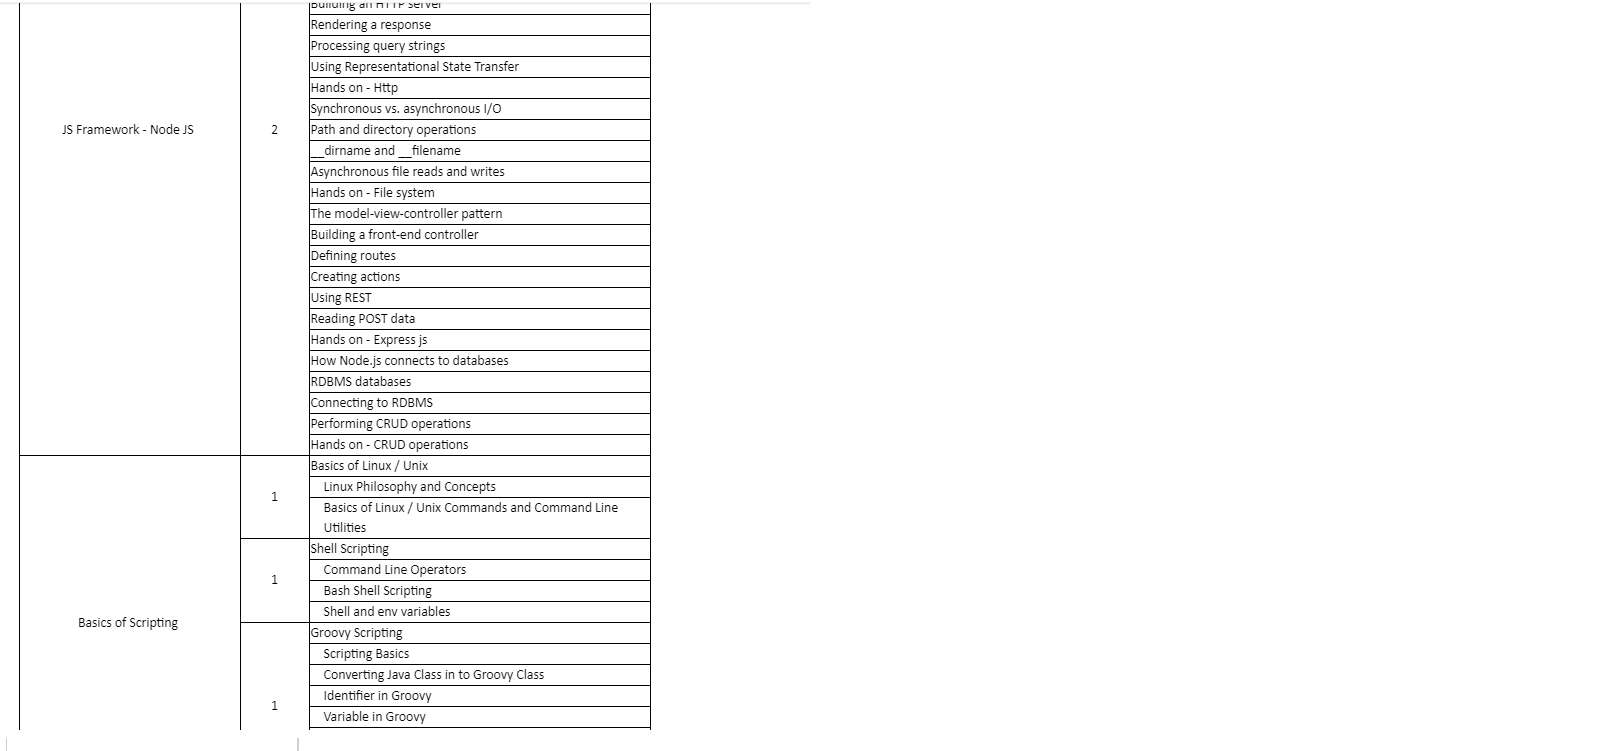 Building an HTTP server
Rendering a response
Processing query strings
Using Representational State Transfer
Hands on - Http
Synchronous vs. asynchronous I/O
JS Framework - Node JS
2
Path and directory operations
__dirname and __filename
Asynchronous file reads and writes
Hands on - File system
The model-view-controller pattern
Building a front-end controller
Defining routes
Creating actions
Using REST
Reading POST data
Hands on - Express js
How Node.js connects to databases
RDBMS databases
Connecting to RDBMS
Performing CRUD operations
Hands on - CRUD operations
Basics of Scripting
1
Basics of Linux / Unix
Linux Philosophy and Concepts
Basics of Linux / Unix Commands and Command Line
Utilities
1
Shell Scripting
Command Line Operators
Bash Shell Scripting
Shell and env variables
1
Groovy Scripting
Scripting Basics
Converting Java Class in to Groovy Class
Identifier in Groovy
Variable in Groovy